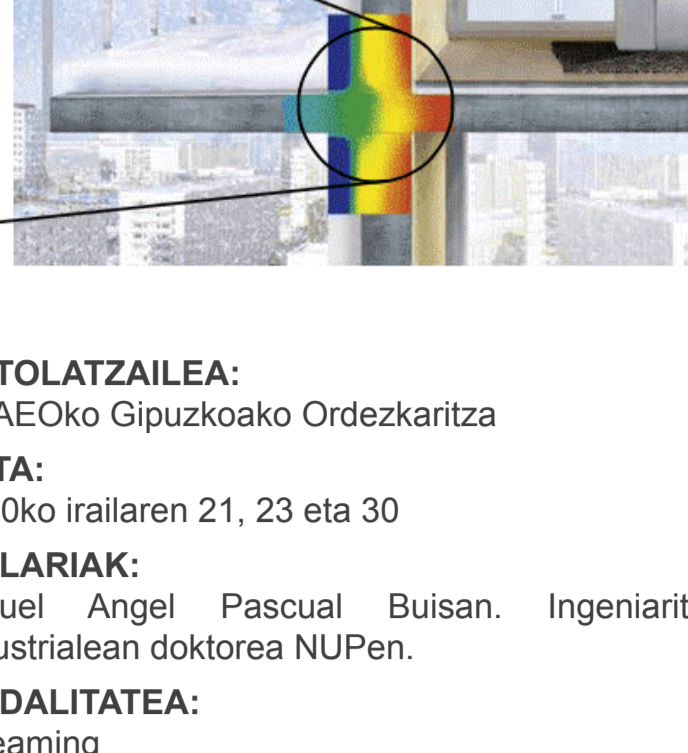 TOLATZAILEA:
AEOko Gipuzkoako Ordezkaritza
TA:
0ko irailaren 21, 23 eta 30
LARIAK:
uel Angel Pascual Buisan. Ingeniarit
ustrialean doktorea NUPen.
DALITATEA:
eaming